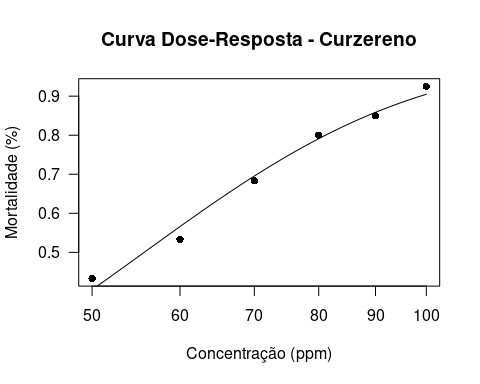 Curva Dose-Resposta - Curzereno
Mortalidade (%)
0.9
0.8
0.7
0.6
0.5
50 60 70 80 90 100
Concentração (ppm)